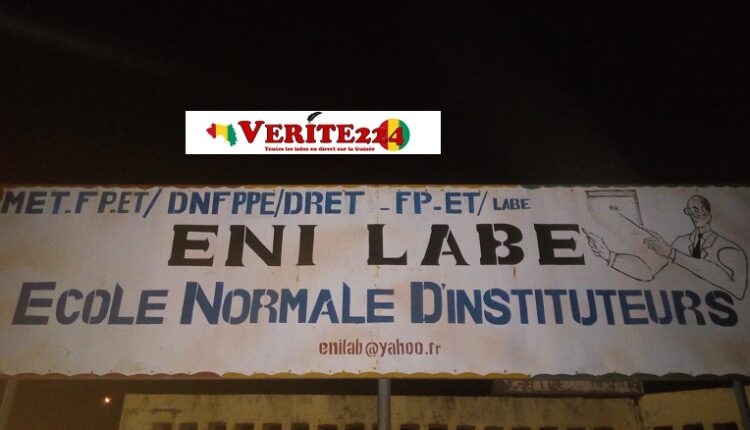 VERITE224
Toutes les infos en direct sur la Guinée
MET-FP.ET/ DNFPPE/DRET -FP-ET/ LABE
ENI LABE
ECOLE NORMALE D'INSTITUTEURS
enilab@yahoo.fr